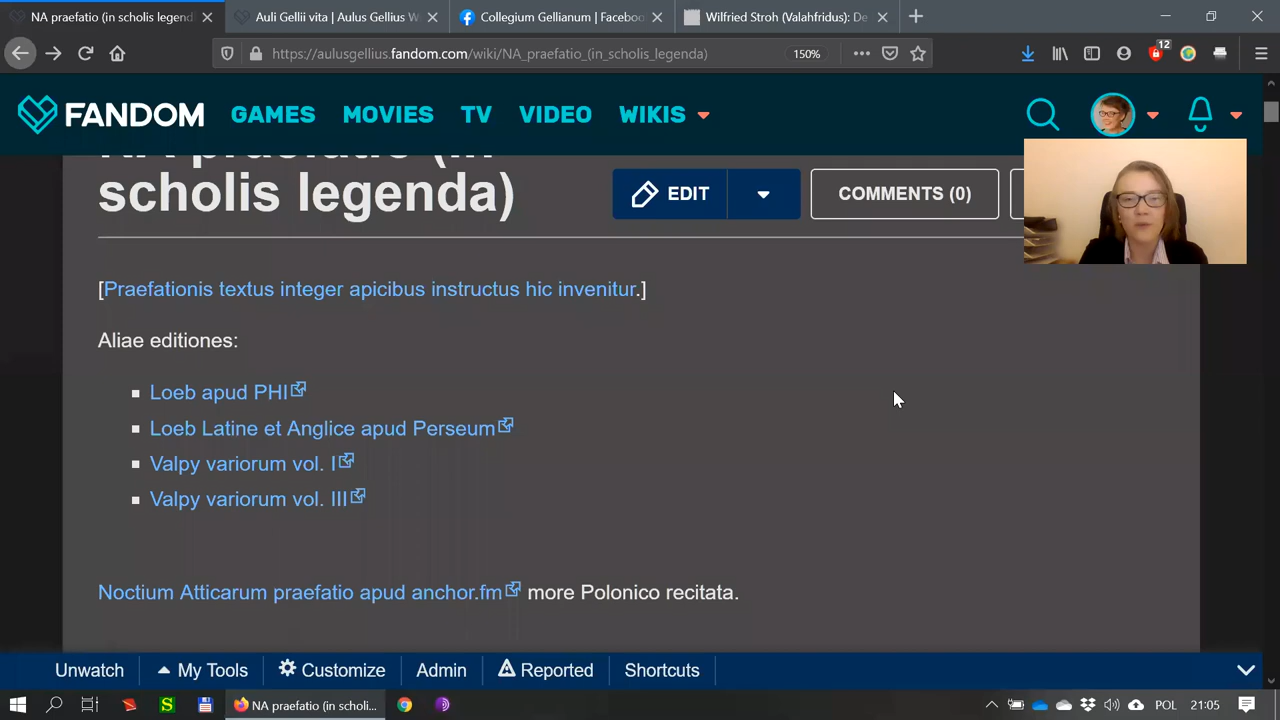 NA praefatio (in scholis legend
Auli Gellii vita | Aulus Gellius W
Collegium Gellianum | Faceboo
Wilfried Stroh (Valahfridus): De
https://aulusgellius.fandom.com/wiki/NA_praefatio_(in_scholis_legenda)
150%
12
FANDOM
GAMES
MOVIES
TV
VIDEO
WIKIS
NA praefatio (in
scholis legenda)
EDIT
COMMENTS (0)
[Praefationis textus integer apicibus instructus hic invenitur.]
Aliae editiones:
Loeb apud PHI
Loeb Latine et Anglice apud Perseum
Valpy variorum vol. I
Valpy variorum vol. III
Noctium Atticarum praefatio apud anchor.fm more Polonico recitata.
Unwatch
My Tools
Customize
Admin
Reported
Shortcuts
NA praefatio (in scholi...
POL
21:05